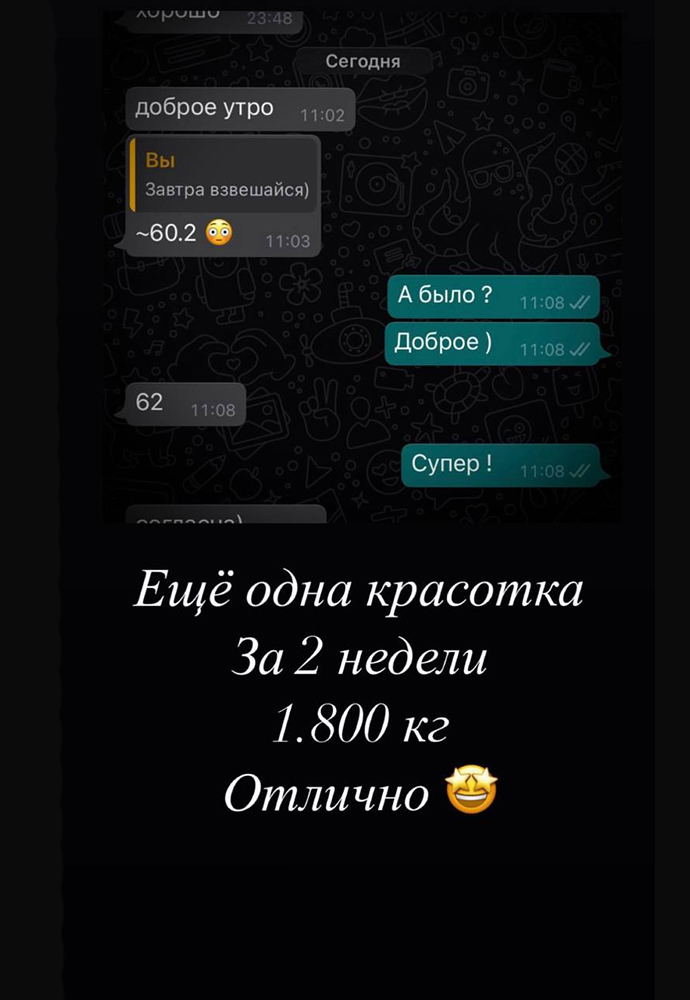 хорошо 23:48
Сегодня
доброе утро 11:02
Вы
Завтра взвешайся)
~60.2 😳 11:03
А было ? 11:08
Доброе ) 11:08
62 11:08
Супер ! 11:08
согласна)
Ещё одна красотка
За 2 недели
1.800 кг
Отлично 🤩